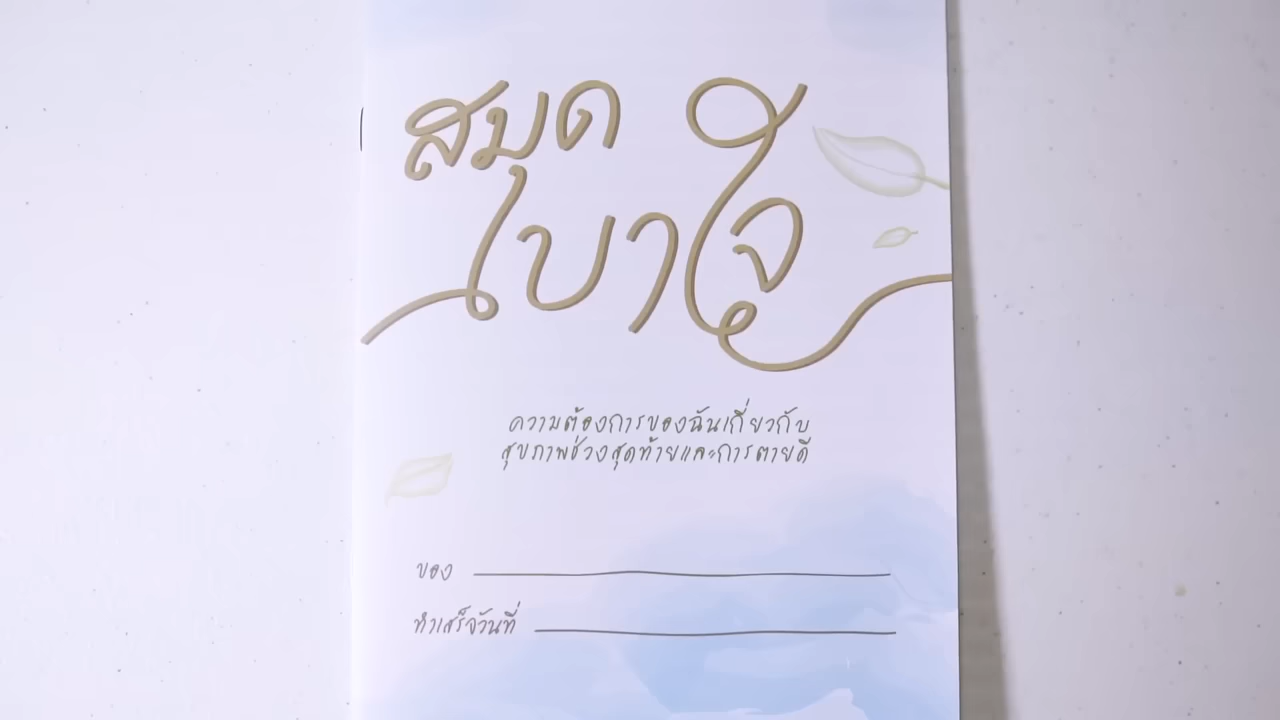 สมุด
เบาใจ
ความต้องการของฉันเกี่ยวกับ
สุขภาพช่วงสุดท้ายและการตายดี
ของ
ทำเสร็จวันที่